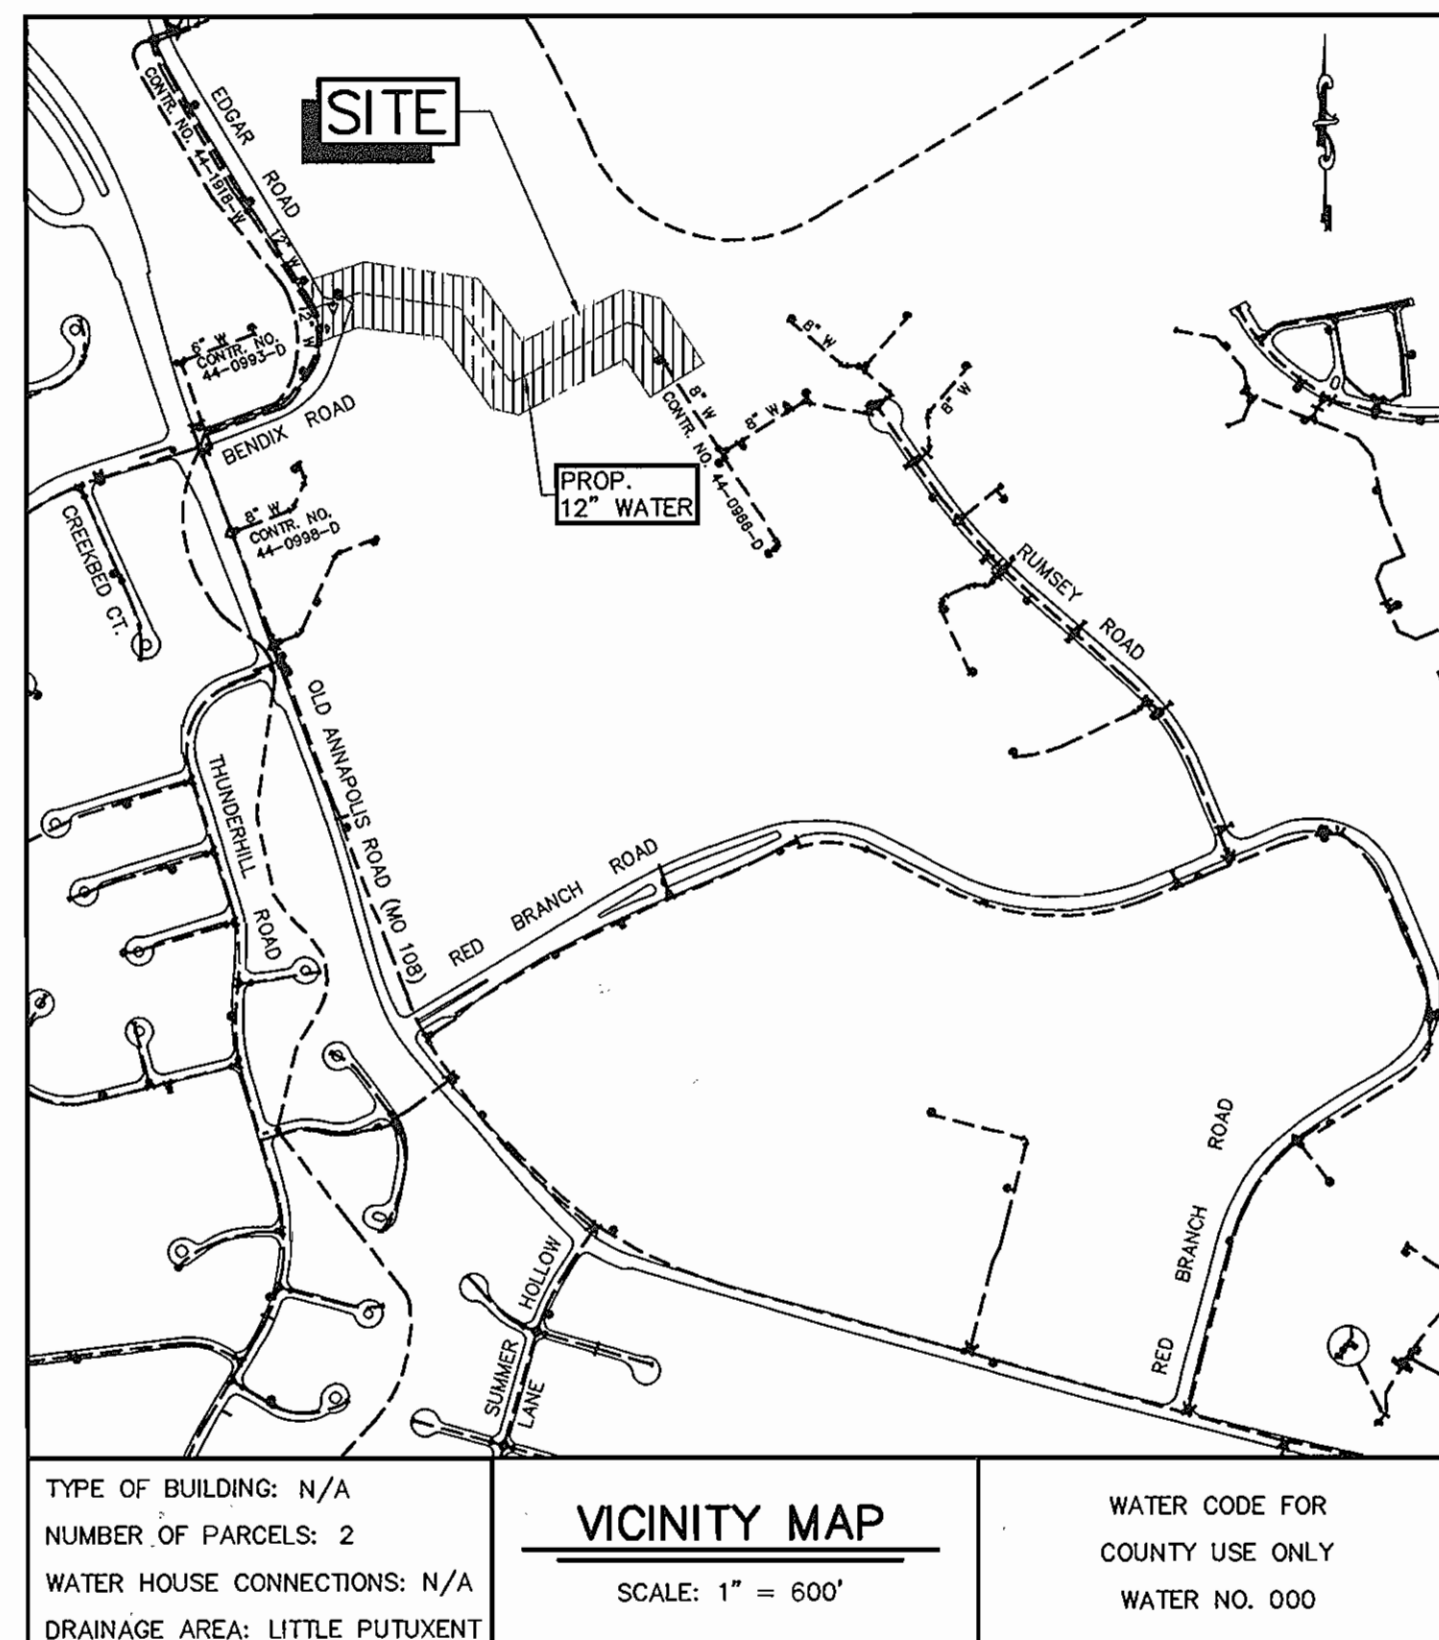 EDGAR ROAD
SITE
CONTR. NO. 44-1918-W
12" W
12" W
6" W
CONTR. NO.
44-0993-D
BENDIX ROAD
8" W
CONTR. NO.
44-0998-D
CREEKBED CT.
PROP.
12" WATER
8" W
CONTR. NO. 44-0966-D
8" W
8" W
8" W
RUMSEY ROAD
OLD ANNAPOLIS ROAD (MD 108)
THUNDERHILL ROAD
RED BRANCH ROAD
RED BRANCH ROAD
SUMMER HOLLOW
LANE
TYPE OF BUILDING: N/A
NUMBER OF PARCELS: 2
WATER HOUSE CONNECTIONS: N/A
DRAINAGE AREA: LITTLE PUTUXENT
VICINITY MAP
SCALE: 1" = 600'
WATER CODE FOR
COUNTY USE ONLY
WATER NO. 000